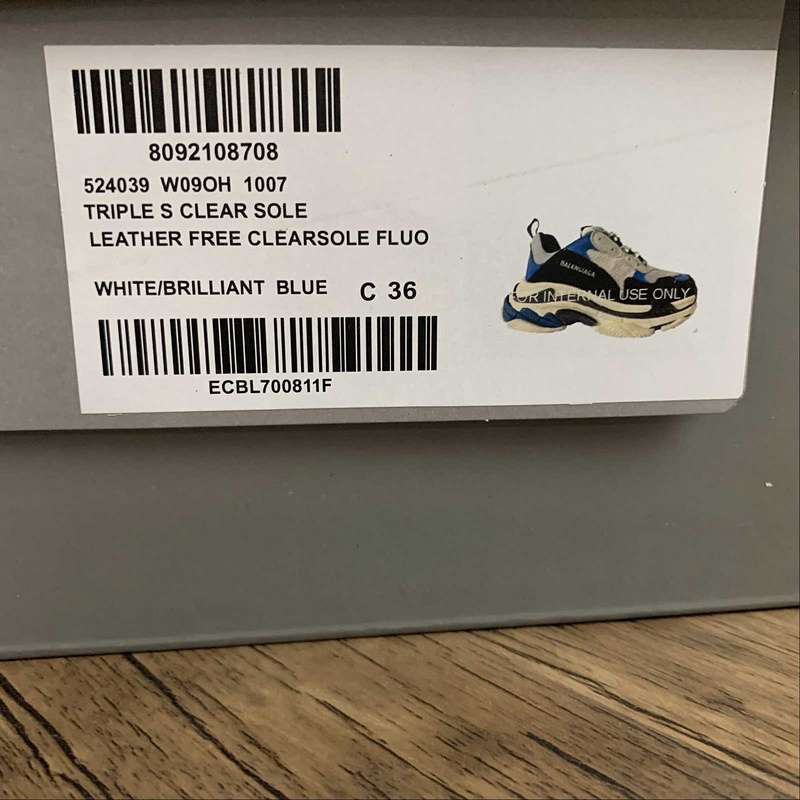 8092108708
524039 W09OH 1007
TRIPLE S CLEAR SOLE
LEATHER FREE CLEARSOLE FLUO
WHITE/BRILLIANT BLUE C 36
ECBL700811F
BALENCIAGA
FOR INTERNAL USE ONLY